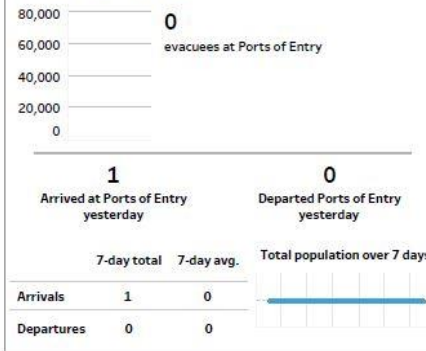 80,000
60,000
40,000
20,000
0
0
evacuees at Ports of Entry
1
Arrived at Ports of Entry
yesterday
0
Departed Ports of Entry
yesterday
7-day total 7-day avg. Total population over 7 days
Arrivals 1 0
Departures 0 0